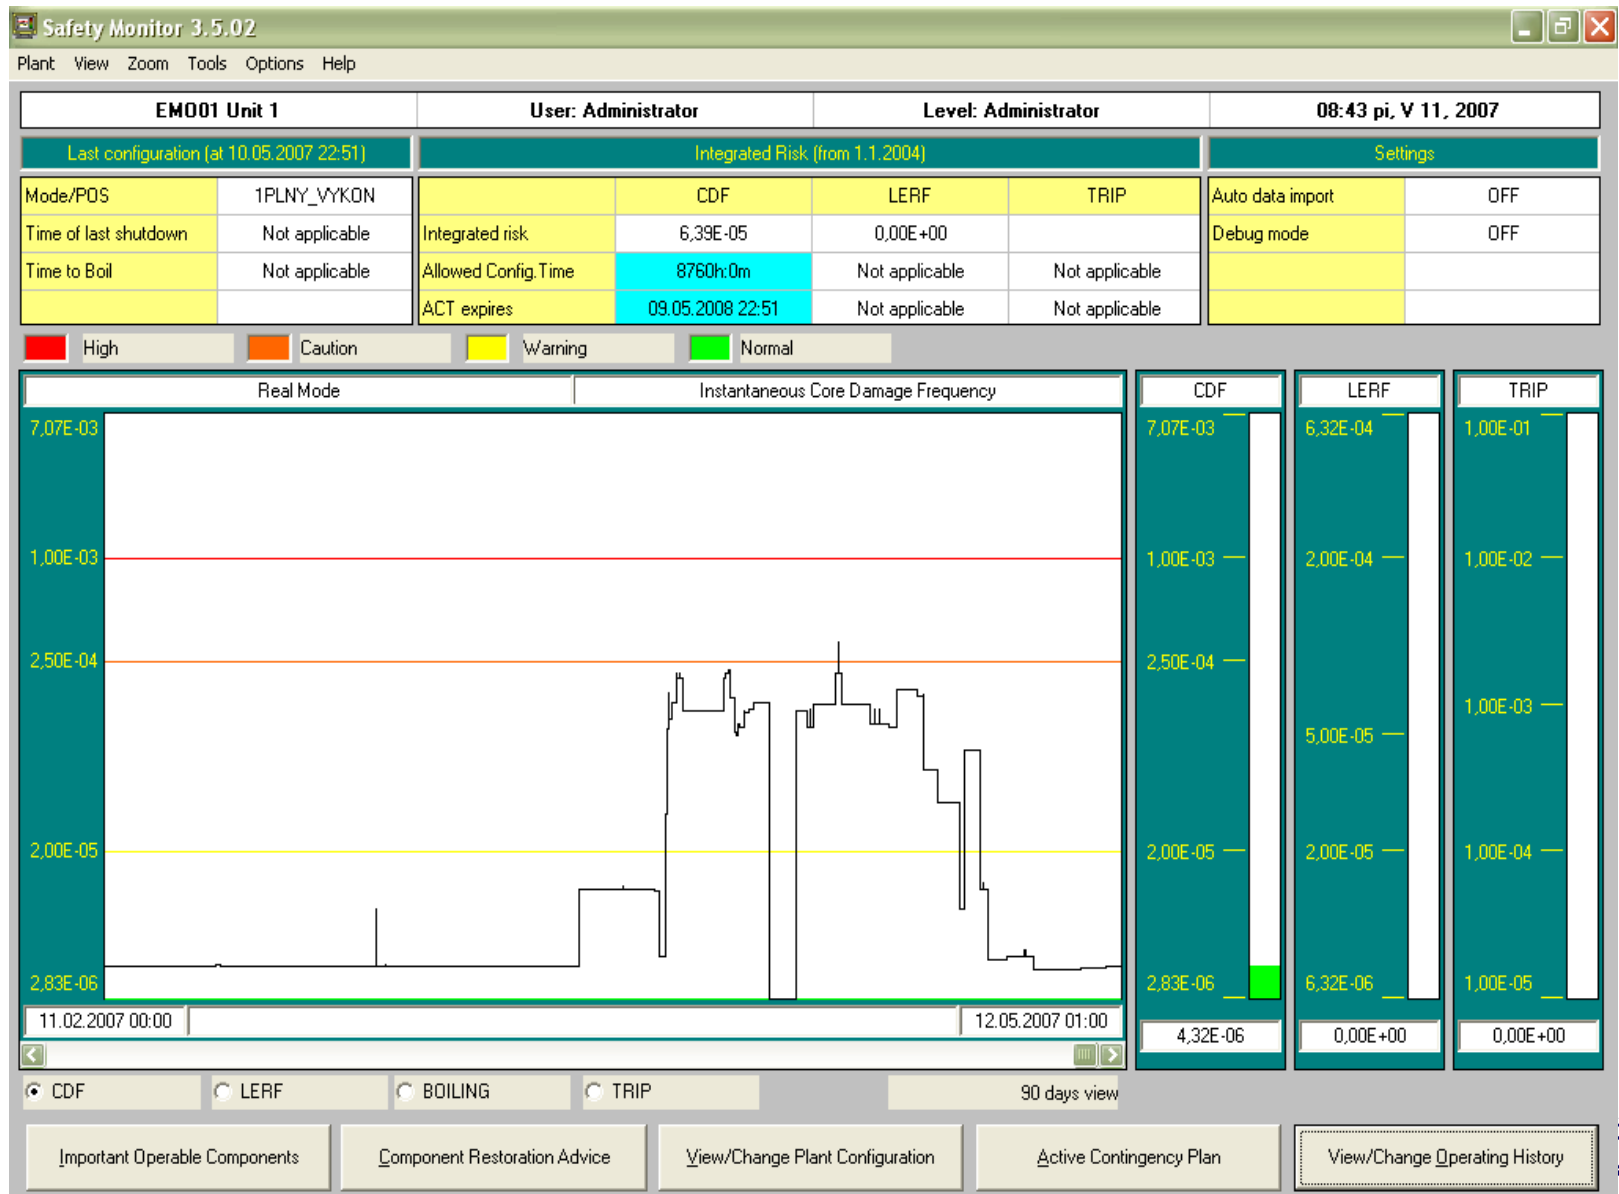 Safety Monitor 3.5.02
Plant View Zoom Tools Options Help
EMO01 Unit 1 User: Administrator Level: Administrator 08:43 pi, V 11, 2007
Last configuration (at 10.05.2007 22:51) Integrated Risk (from 1.1.2004) Settings
Mode/POS 1PLNY_VYKON CDF LERF TRIP Auto data import OFF
Time of last shutdown Not applicable Integrated risk 6,39E-05 0,00E+00 Debug mode OFF
Time to Boil Not applicable Allowed Config.Time 8760h:0m Not applicable Not applicable
ACT expires 09.05.2008 22:51 Not applicable Not applicable
High Caution Warning Normal
Real Mode Instantaneous Core Damage Frequency CDF LERF TRIP
7,07E-03 7,07E-03 6,32E-04 1,00E-01
1,00E-03 1,00E-03 2,00E-04 1,00E-02
2,50E-04 2,50E-04
1,00E-03
5,00E-05
2,00E-05 2,00E-05 2,00E-05 1,00E-04
2,83E-06 2,83E-06 6,32E-06 1,00E-05
11.02.2007 00:00 12.05.2007 01:00
4,32E-06 0,00E+00 0,00E+00
CDF LERF BOILING TRIP 90 days view
Important Operable Components Component Restoration Advice View/Change Plant Configuration Active Contingency Plan View/Change Operating History